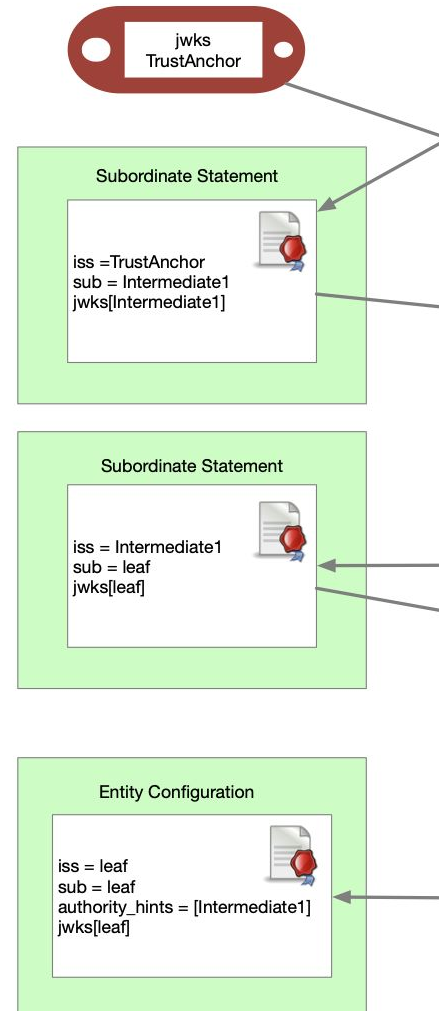 jwks
TrustAnchor
Subordinate Statement
iss =TrustAnchor
sub = Intermediate1
jwks[Intermediate1]
Subordinate Statement
iss = Intermediate1
sub = leaf
jwks[leaf]
Entity Configuration
iss = leaf
sub = leaf
authority_hints = [Intermediate1]
jwks[leaf]